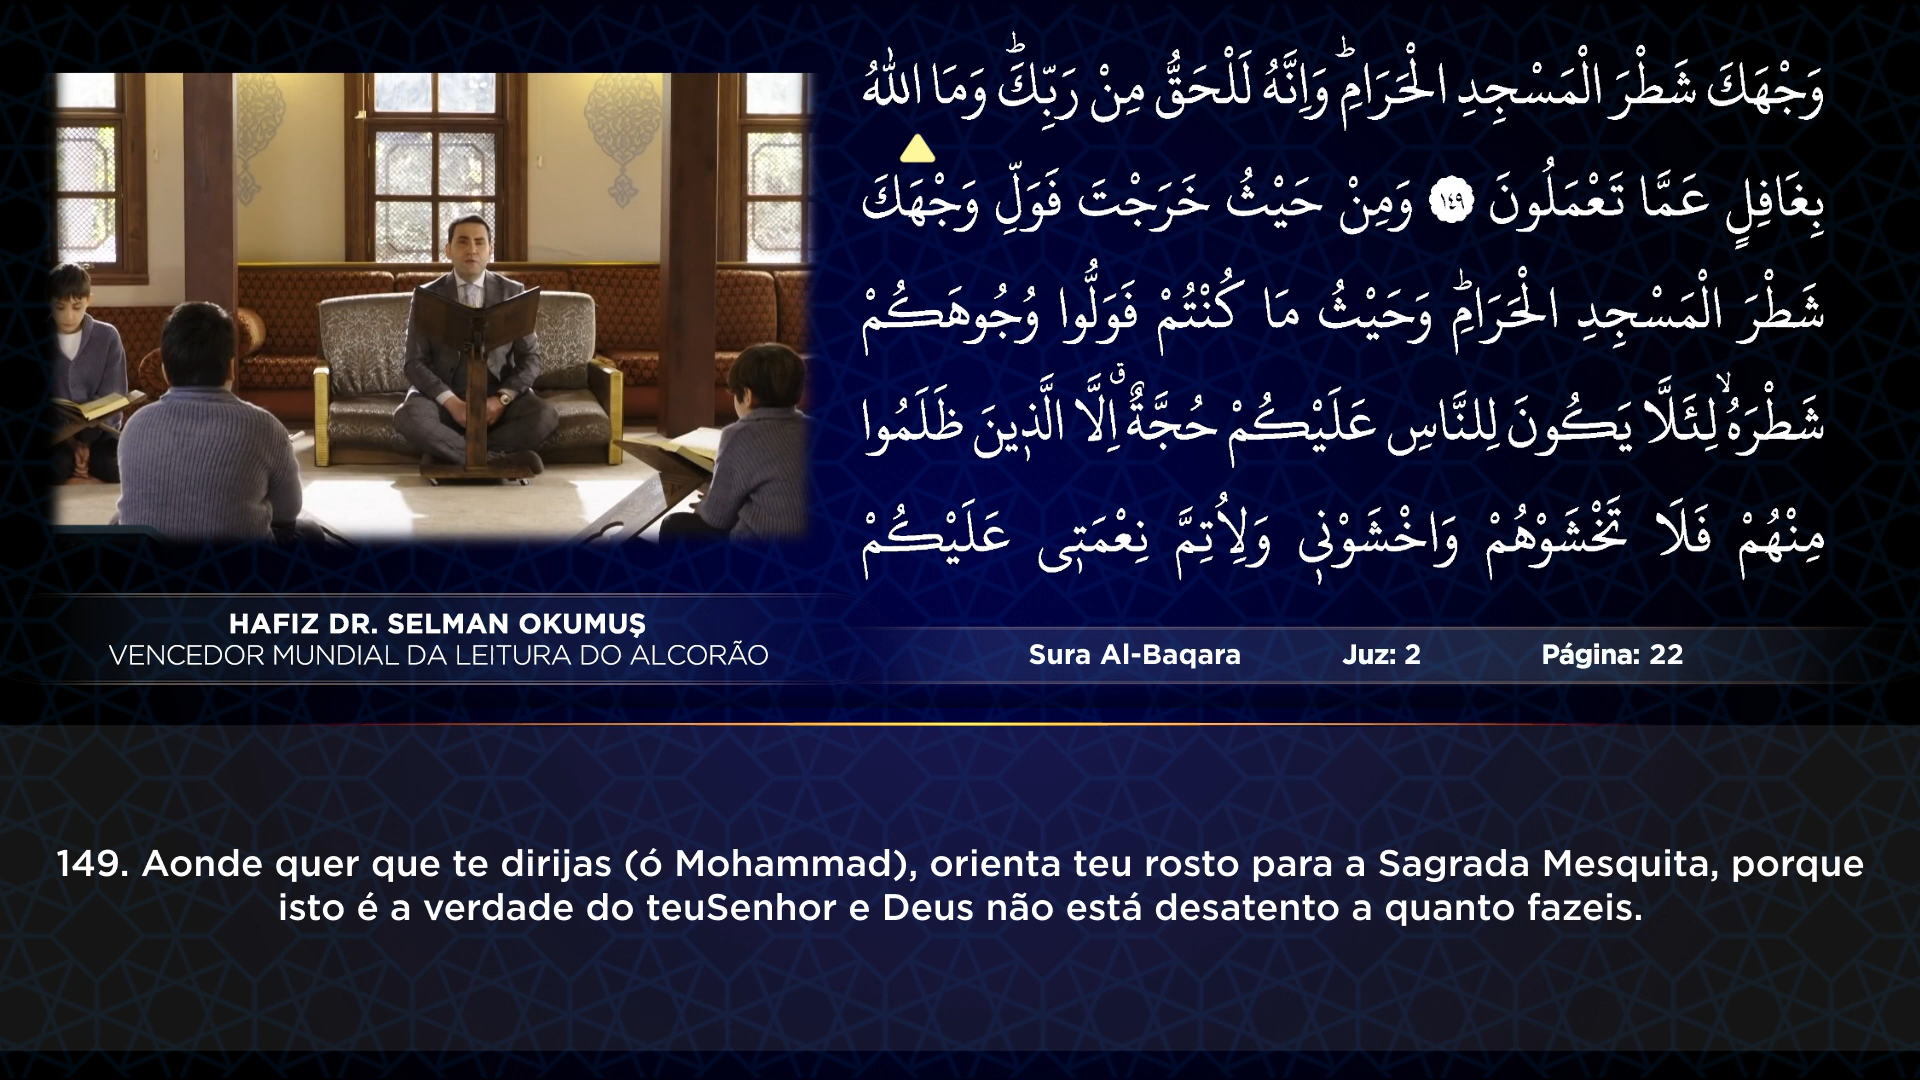 وَجْهَكَ شَطْرَ الْمَسْجِدِ الْحَرَامِؕ وَاِنَّهُ لَلْحَقُّ مِنْ رَبِّكَؕ وَمَا اللّٰهُ
بِغَافِلٍ عَمَّا تَعْمَلُونَ ١٤٩ وَمِنْ حَيْثُ خَرَجْتَ فَوَلِّ وَجْهَكَ
شَطْرَ الْمَسْجِدِ الْحَرَامِؕ وَحَيْثُ مَا كُنْتُمْ فَوَلُّوا وُجُوهَكُمْ
شَطْرَهُۙ لِئَلَّا يَكُونَ لِلنَّاسِ عَلَيْكُمْ حُجَّةٌۗ اِلَّا الَّذ۪ينَ ظَلَمُوا
مِنْهُمْ فَلَا تَخْشَوْهُمْ وَاخْشَوْن۪ي وَلِاُتِمَّ نِعْمَت۪ي عَلَيْكُمْ
HAFIZ DR. SELMAN OKUMUŞ
VENCEDOR MUNDIAL DA LEITURA DO ALCORÃO
Sura Al-Baqara Juz: 2 Página: 22
149. Aonde quer que te dirijas (ó Mohammad), orienta teu rosto para a Sagrada Mesquita, porque
isto é a verdade do teuSenhor e Deus não está desatento a quanto fazeis.